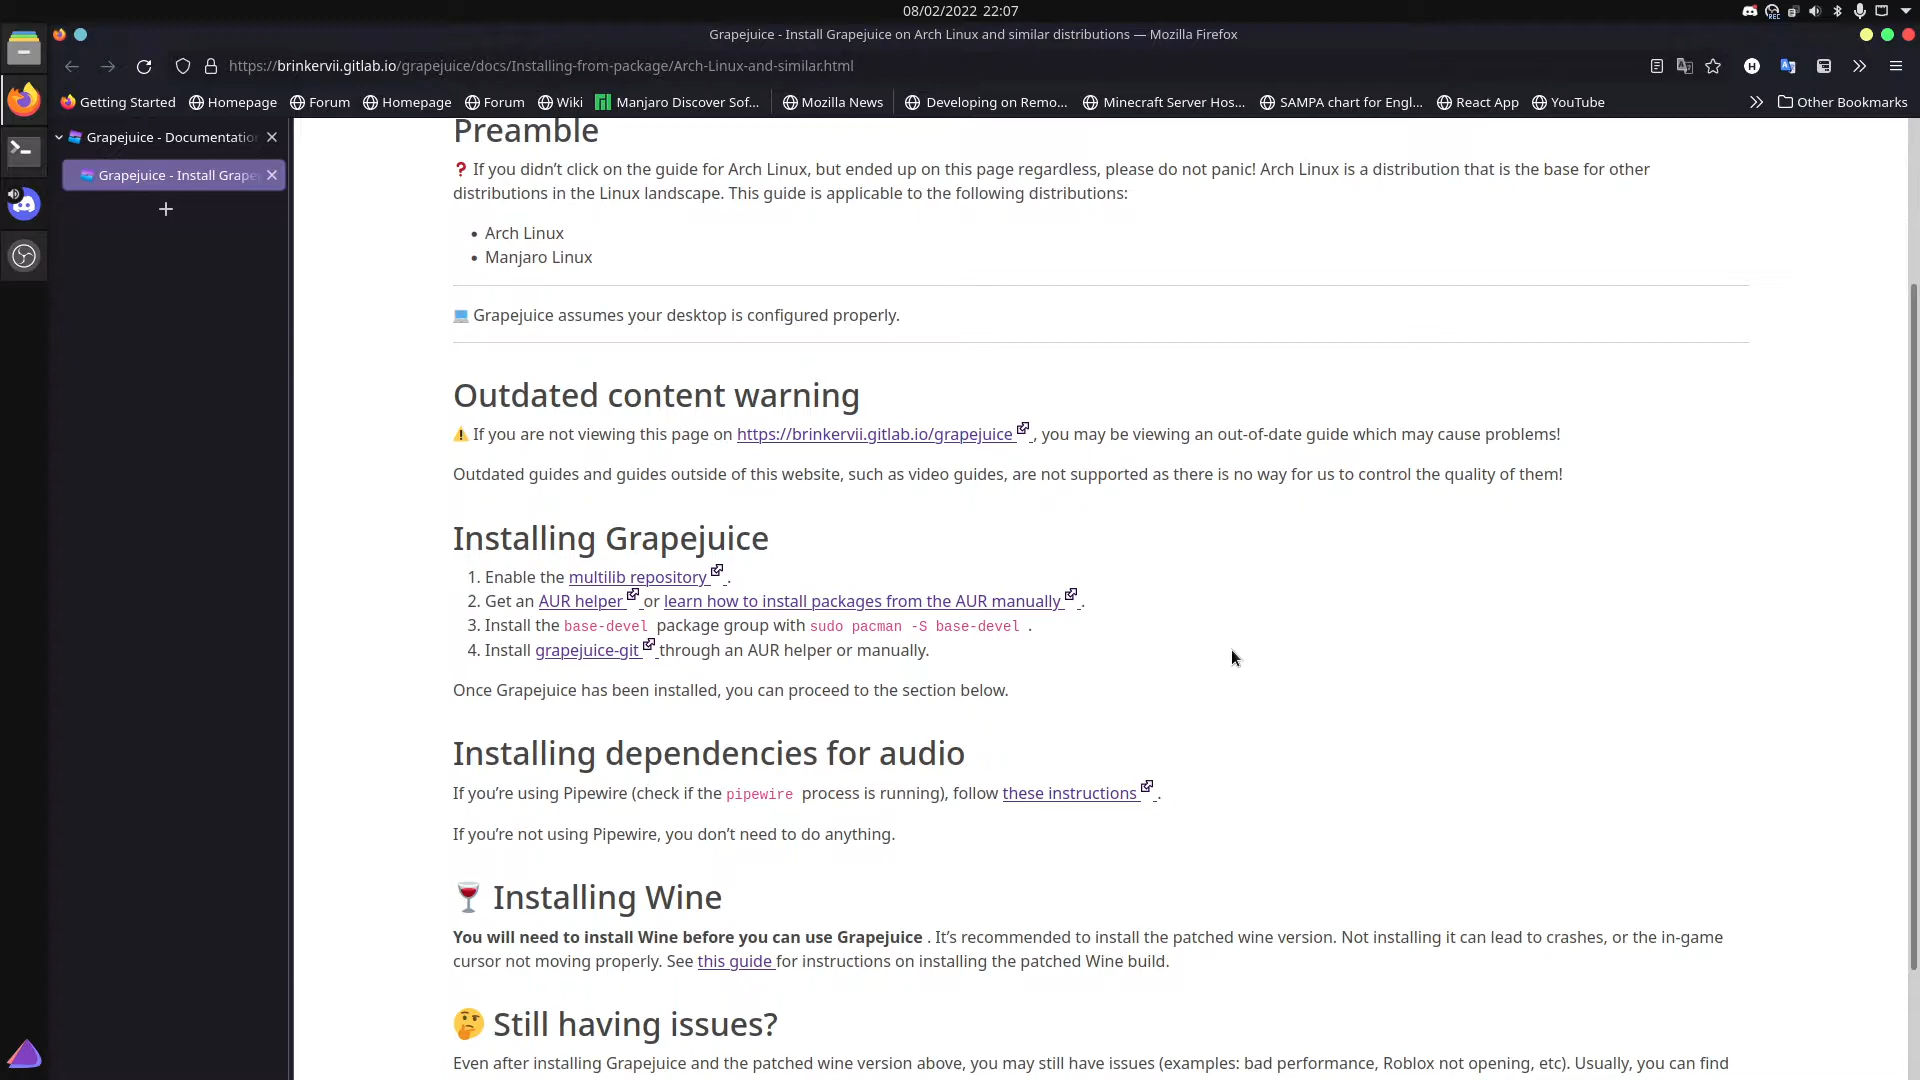 08/02/2022 22:07
REC
Grapejuice - Install Grapejuice on Arch Linux and similar distributions — Mozilla Firefox
https://brinkervii.gitlab.io/grapejuice/docs/Installing-from-package/Arch-Linux-and-similar.html
H
Getting Started Homepage Forum Homepage Forum Wiki Manjaro Discover Sof... Mozilla News Developing on Remo... Minecraft Server Hos... SAMPA chart for Engl... React App YouTube Other Bookmarks
Grapejuice - Documentation
Grapejuice - Install Grape
Preamble
❓ If you didn’t click on the guide for Arch Linux, but ended up on this page regardless, please do not panic! Arch Linux is a distribution that is the base for other
distributions in the Linux landscape. This guide is applicable to the following distributions:
• Arch Linux
• Manjaro Linux
💻 Grapejuice assumes your desktop is configured properly.
Outdated content warning
⚠️ If you are not viewing this page on https://brinkervii.gitlab.io/grapejuice , you may be viewing an out-of-date guide which may cause problems!
Outdated guides and guides outside of this website, such as video guides, are not supported as there is no way for us to control the quality of them!
Installing Grapejuice
1. Enable the multilib repository .
2. Get an AUR helper or learn how to install packages from the AUR manually .
3. Install the base-devel package group with sudo pacman -S base-devel .
4. Install grapejuice-git through an AUR helper or manually.
Once Grapejuice has been installed, you can proceed to the section below.
Installing dependencies for audio
If you’re using Pipewire (check if the pipewire process is running), follow these instructions .
If you’re not using Pipewire, you don’t need to do anything.
🍷 Installing Wine
You will need to install Wine before you can use Grapejuice . It’s recommended to install the patched wine version. Not installing it can lead to crashes, or the in-game
cursor not moving properly. See this guide for instructions on installing the patched Wine build.
🤔 Still having issues?
Even after installing Grapejuice and the patched wine version above, you may still have issues (examples: bad performance, Roblox not opening, etc). Usually, you can find